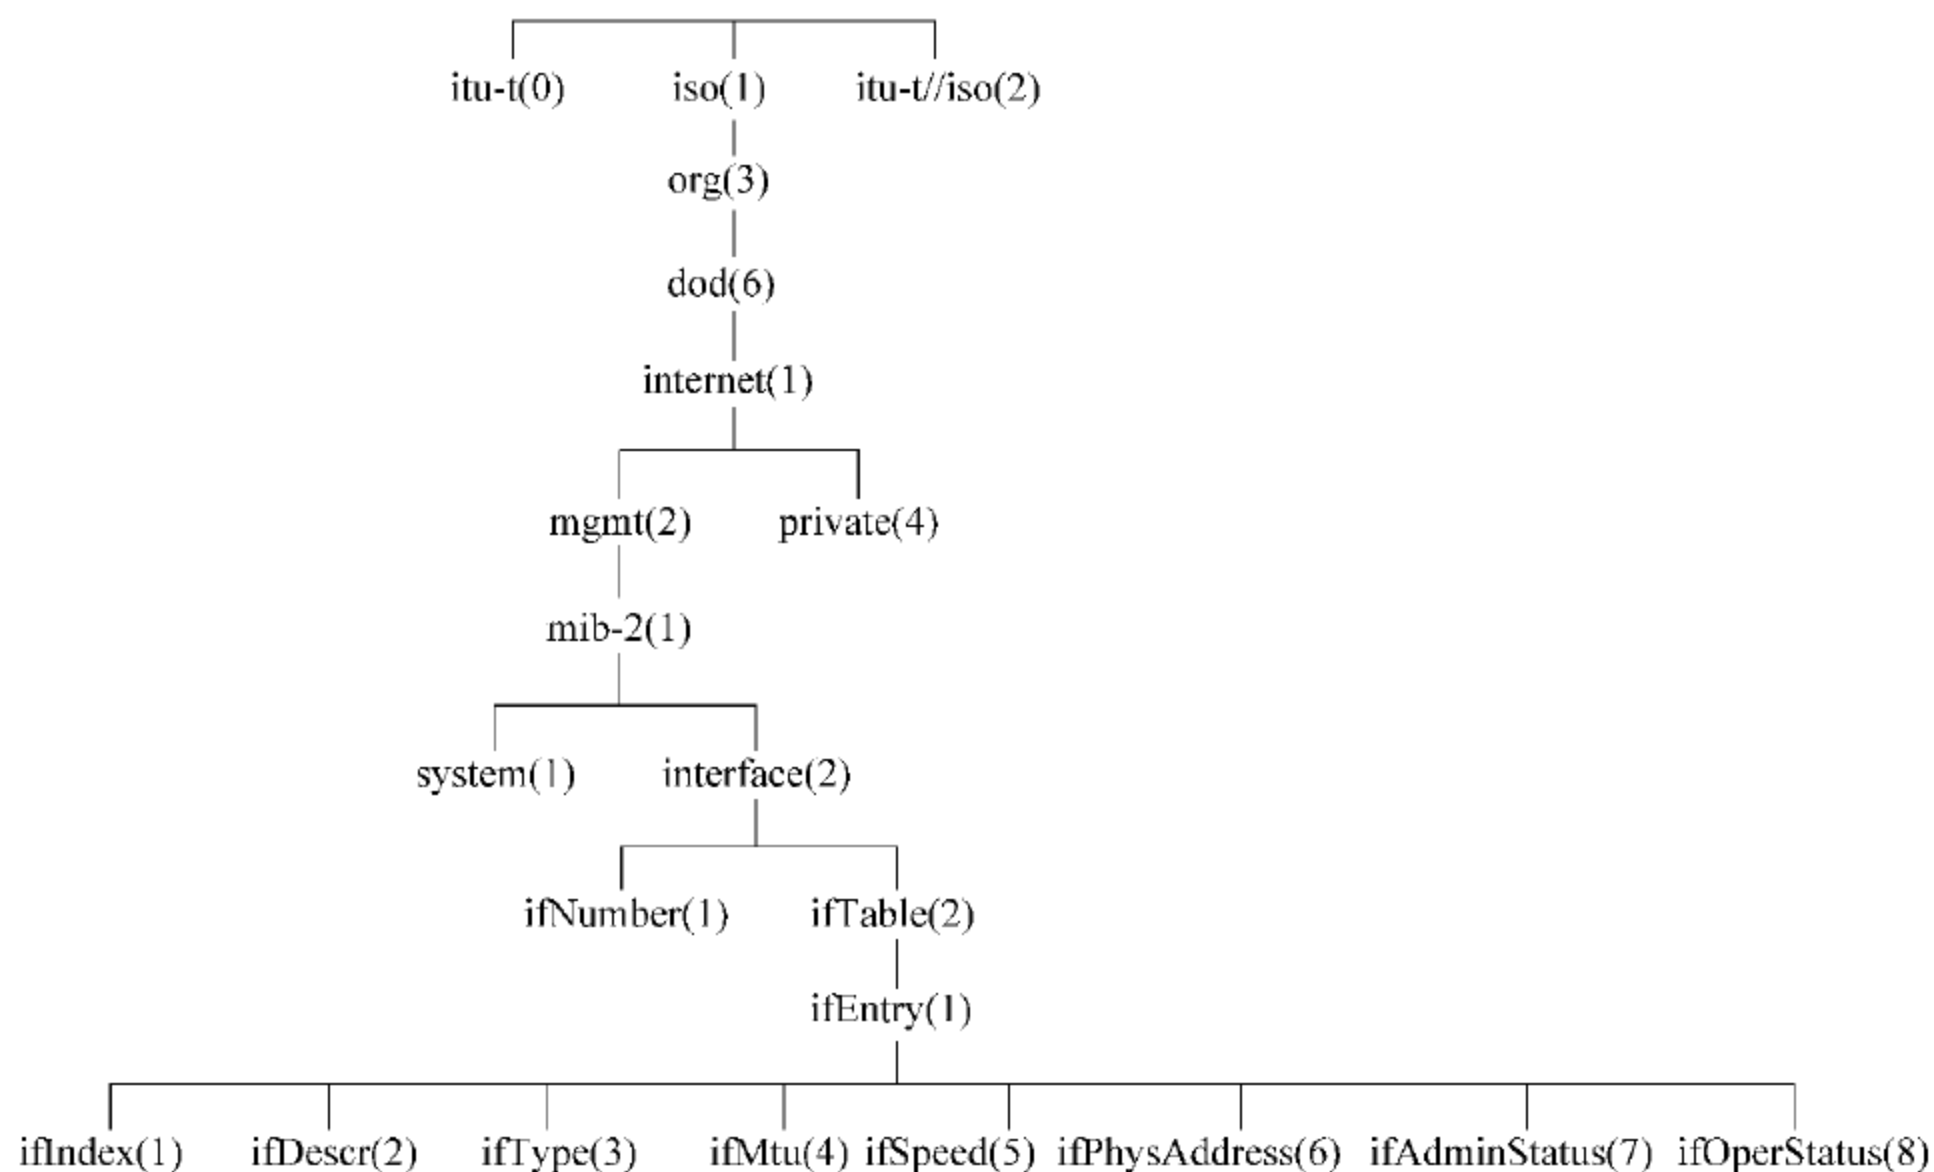 itu-t(0) iso(1) itu-t//iso(2)
org(3)
dod(6)
internet(1)
mgmt(2) private(4)
mib-2(1)
system(1) interface(2)
ifNumber(1) ifTable(2)
ifEntry(1)
ifIndex(1) ifDescr(2) ifType(3) ifMtu(4) ifSpeed(5) ifPhysAddress(6) ifAdminStatus(7) ifOperStatus(8)